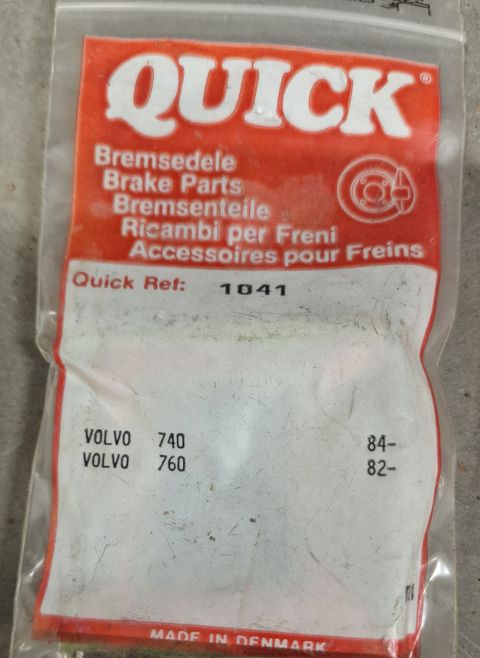 QUICK®
Bremsedele
Brake Parts
Bremsenteile
Ricambi per Freni
Accessoires pour Freins
Quick Ref: 1041
VOLVO 740 84-
VOLVO 760 82-
MADE IN DENMARK